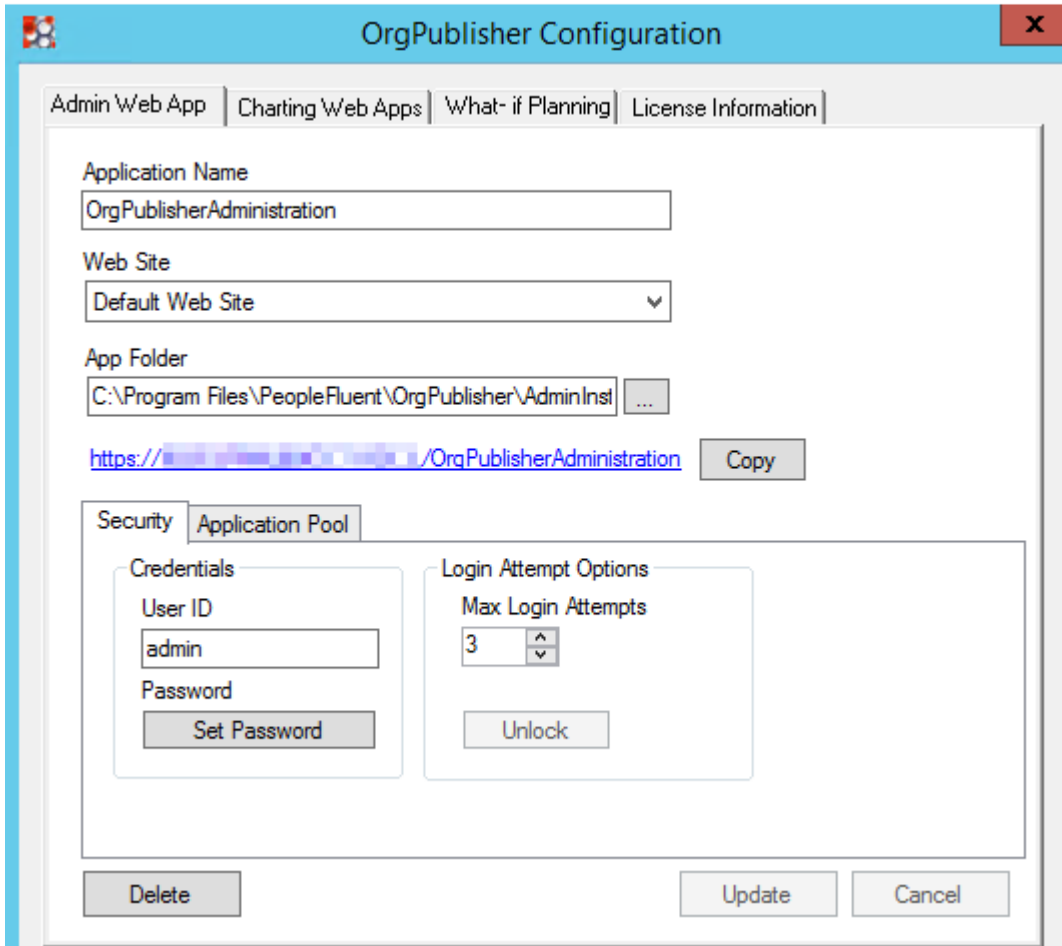 OrgPublisher Configuration
x
Admin Web App Charting Web Apps What- if Planning License Information
Application Name
OrgPublisherAdministration
Web Site
Default Web Site
App Folder
C:\Program Files\PeopleFluent\OrgPublisher\AdminInst ...
https:// /OrgPublisherAdministration Copy
Security Application Pool
Credentials Login Attempt Options
User ID Max Login Attempts
admin 3
Password
Set Password Unlock
Delete Update Cancel